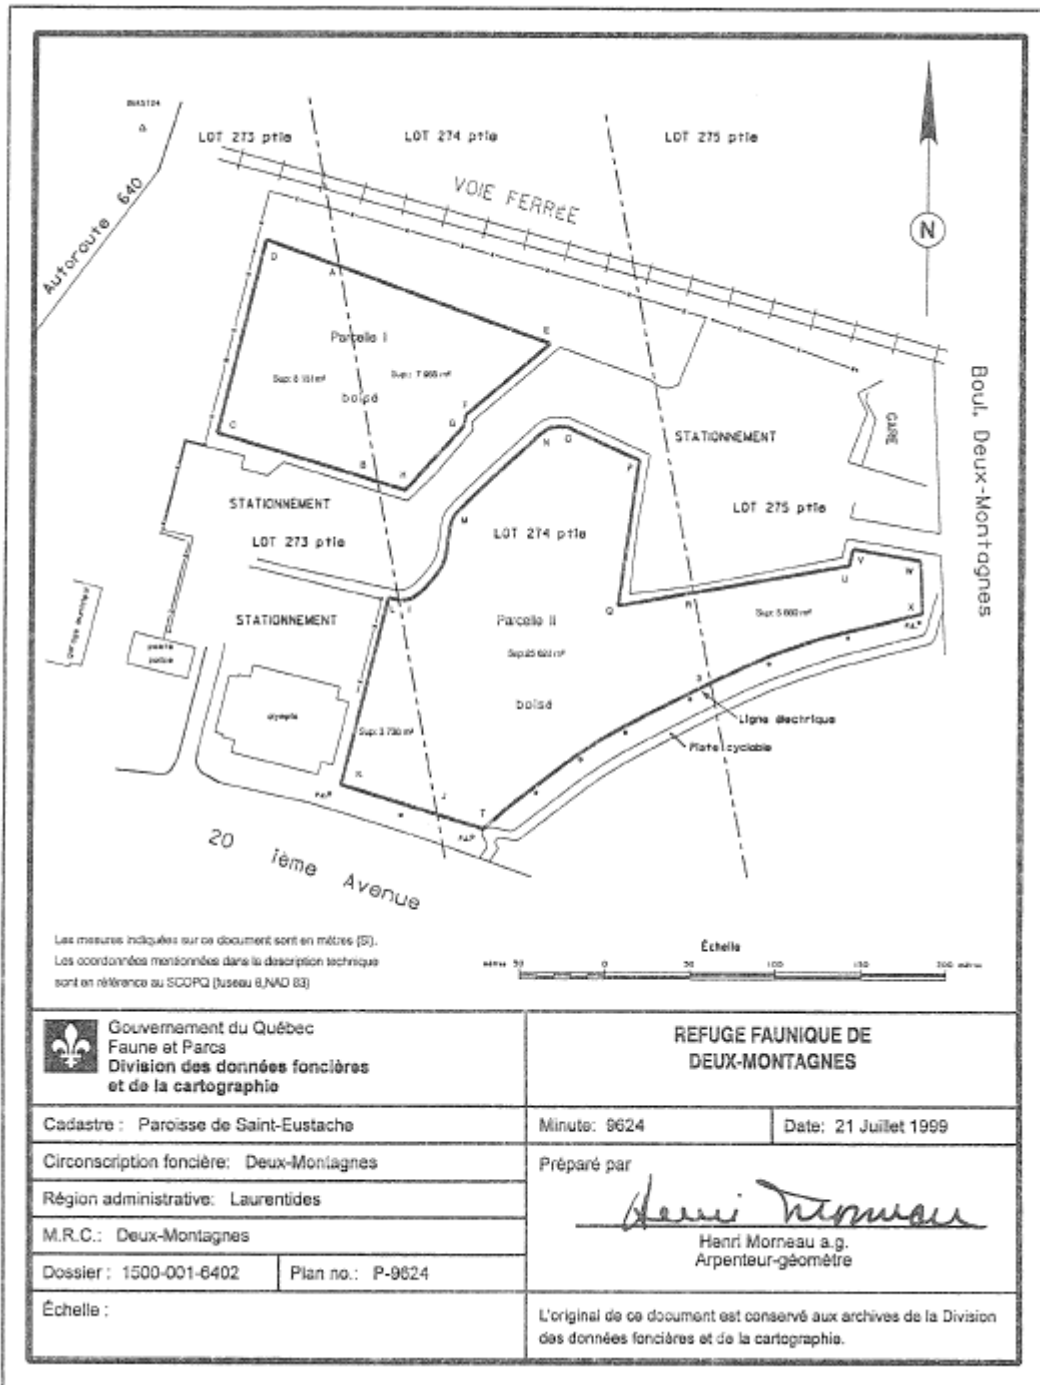 LOT 273 ptie
LOT 274 ptie
LOT 275 ptie
VOIE FERRÉE
Autoroute 640
N
D
A
E
Parcelle I
boisé
F
G
C
B
H
N
O
P
STATIONNEMENT
GARE
Boul. Deux-Montagnes
STATIONNEMENT
M
LOT 273 ptie
LOT 274 ptie
LOT 275 ptie
V
W
U
STATIONNEMENT
L
I
Q
R
X
Parcelle II
boisé
S
Ligne électrique
Piste cyclable
K
J
T
20 ième Avenue
Les mesures indiquées sur ce document sont en mètres (SI).
Les coordonnées mentionnées dans la description technique
sont en référence au SCOPQ (fuseau 8,NAD 83)
Échelle
mètres 50 0 50 100 150 200 mètres
Gouvernement du Québec
Faune et Parcs
Division des données foncières
et de la cartographie
REFUGE FAUNIQUE DE
DEUX-MONTAGNES
Cadastre : Paroisse de Saint-Eustache
Minute: 9624
Date: 21 Juillet 1999
Circonscription foncière: Deux-Montagnes
Préparé par
Région administrative: Laurentides
M.R.C.: Deux-Montagnes
Henri Morneau
Henri Morneau a.g.
Arpenteur-géomètre
Dossier : 1500-001-6402
Plan no.: P-9624
Échelle :
L'original de ce document est conservé aux archives de la Division
des données foncières et de la cartographie.